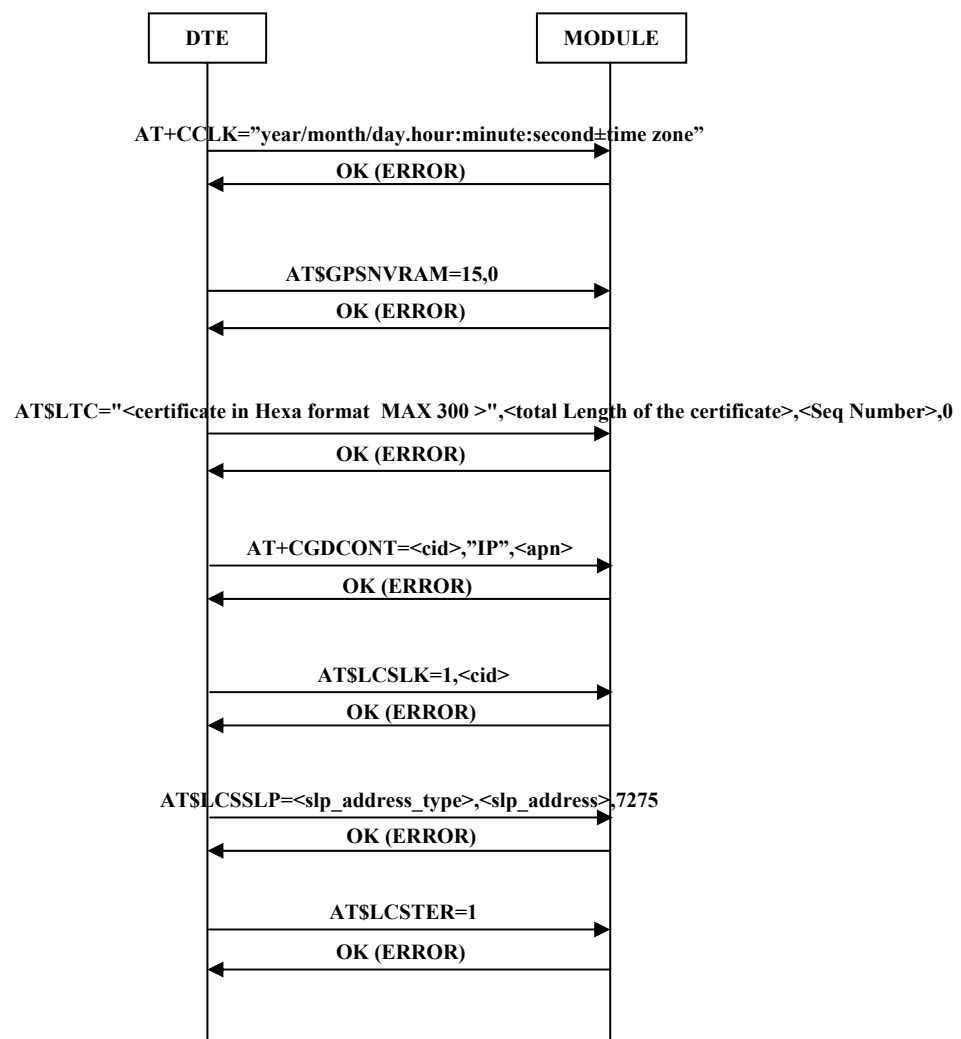 DTE
MODULE
AT+CCLK=”year/month/day.hour:minute:second±time zone”
OK (ERROR)
AT$GPSNVRAM=15,0
OK (ERROR)
AT$LTC="<certificate in Hexa format  MAX 300 >",<total Length of the certificate>,<Seq Number>,0
OK (ERROR)
AT+CGDCONT=<cid>,”IP”,<apn>
OK (ERROR)
AT$LCSLK=1,<cid>
OK (ERROR)
AT$LCSSLP=<slp_address_type>,<slp_address>,7275
OK (ERROR)
AT$LCSTER=1
OK (ERROR)